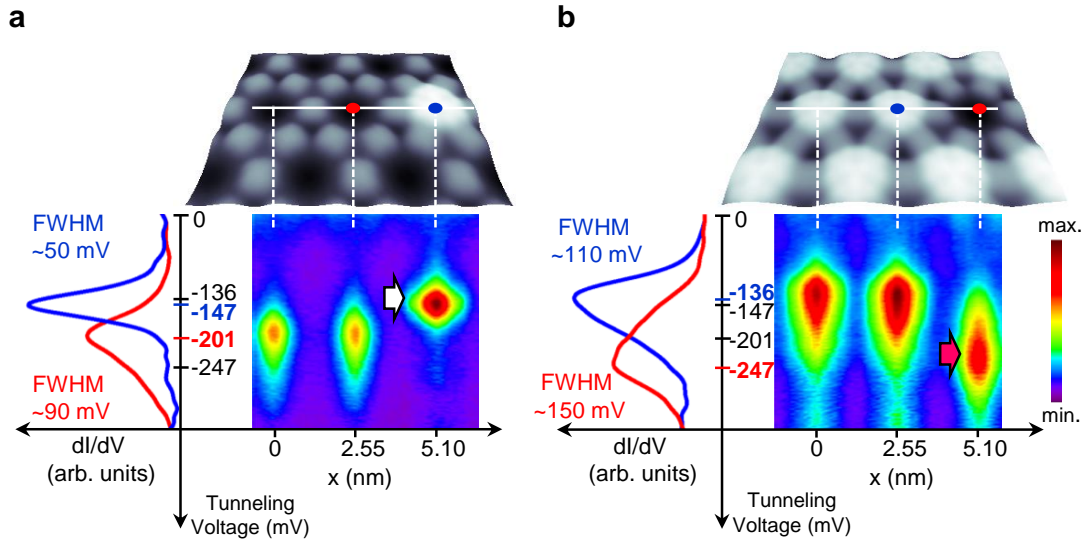 a
FWHM
~50 mV
0
-136
-147
-201
-247
FWHM
~90 mV
dI/dV
(arb. units)
0
2.55
5.10
x (nm)
Tunneling
Voltage (mV)
b
FWHM
~110 mV
0
-136
-147
-201
-247
FWHM
~150 mV
dI/dV
(arb. units)
0
2.55
5.10
x (nm)
Tunneling
Voltage (mV)
max.
min.